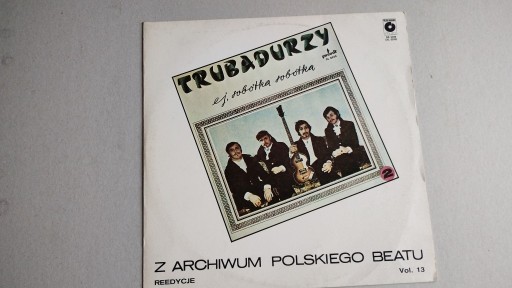 TRUBADURZY
ej, sobótka sobótka
2
Z ARCHIWUM POLSKIEGO BEATU
REEDYCJE
Vol. 13